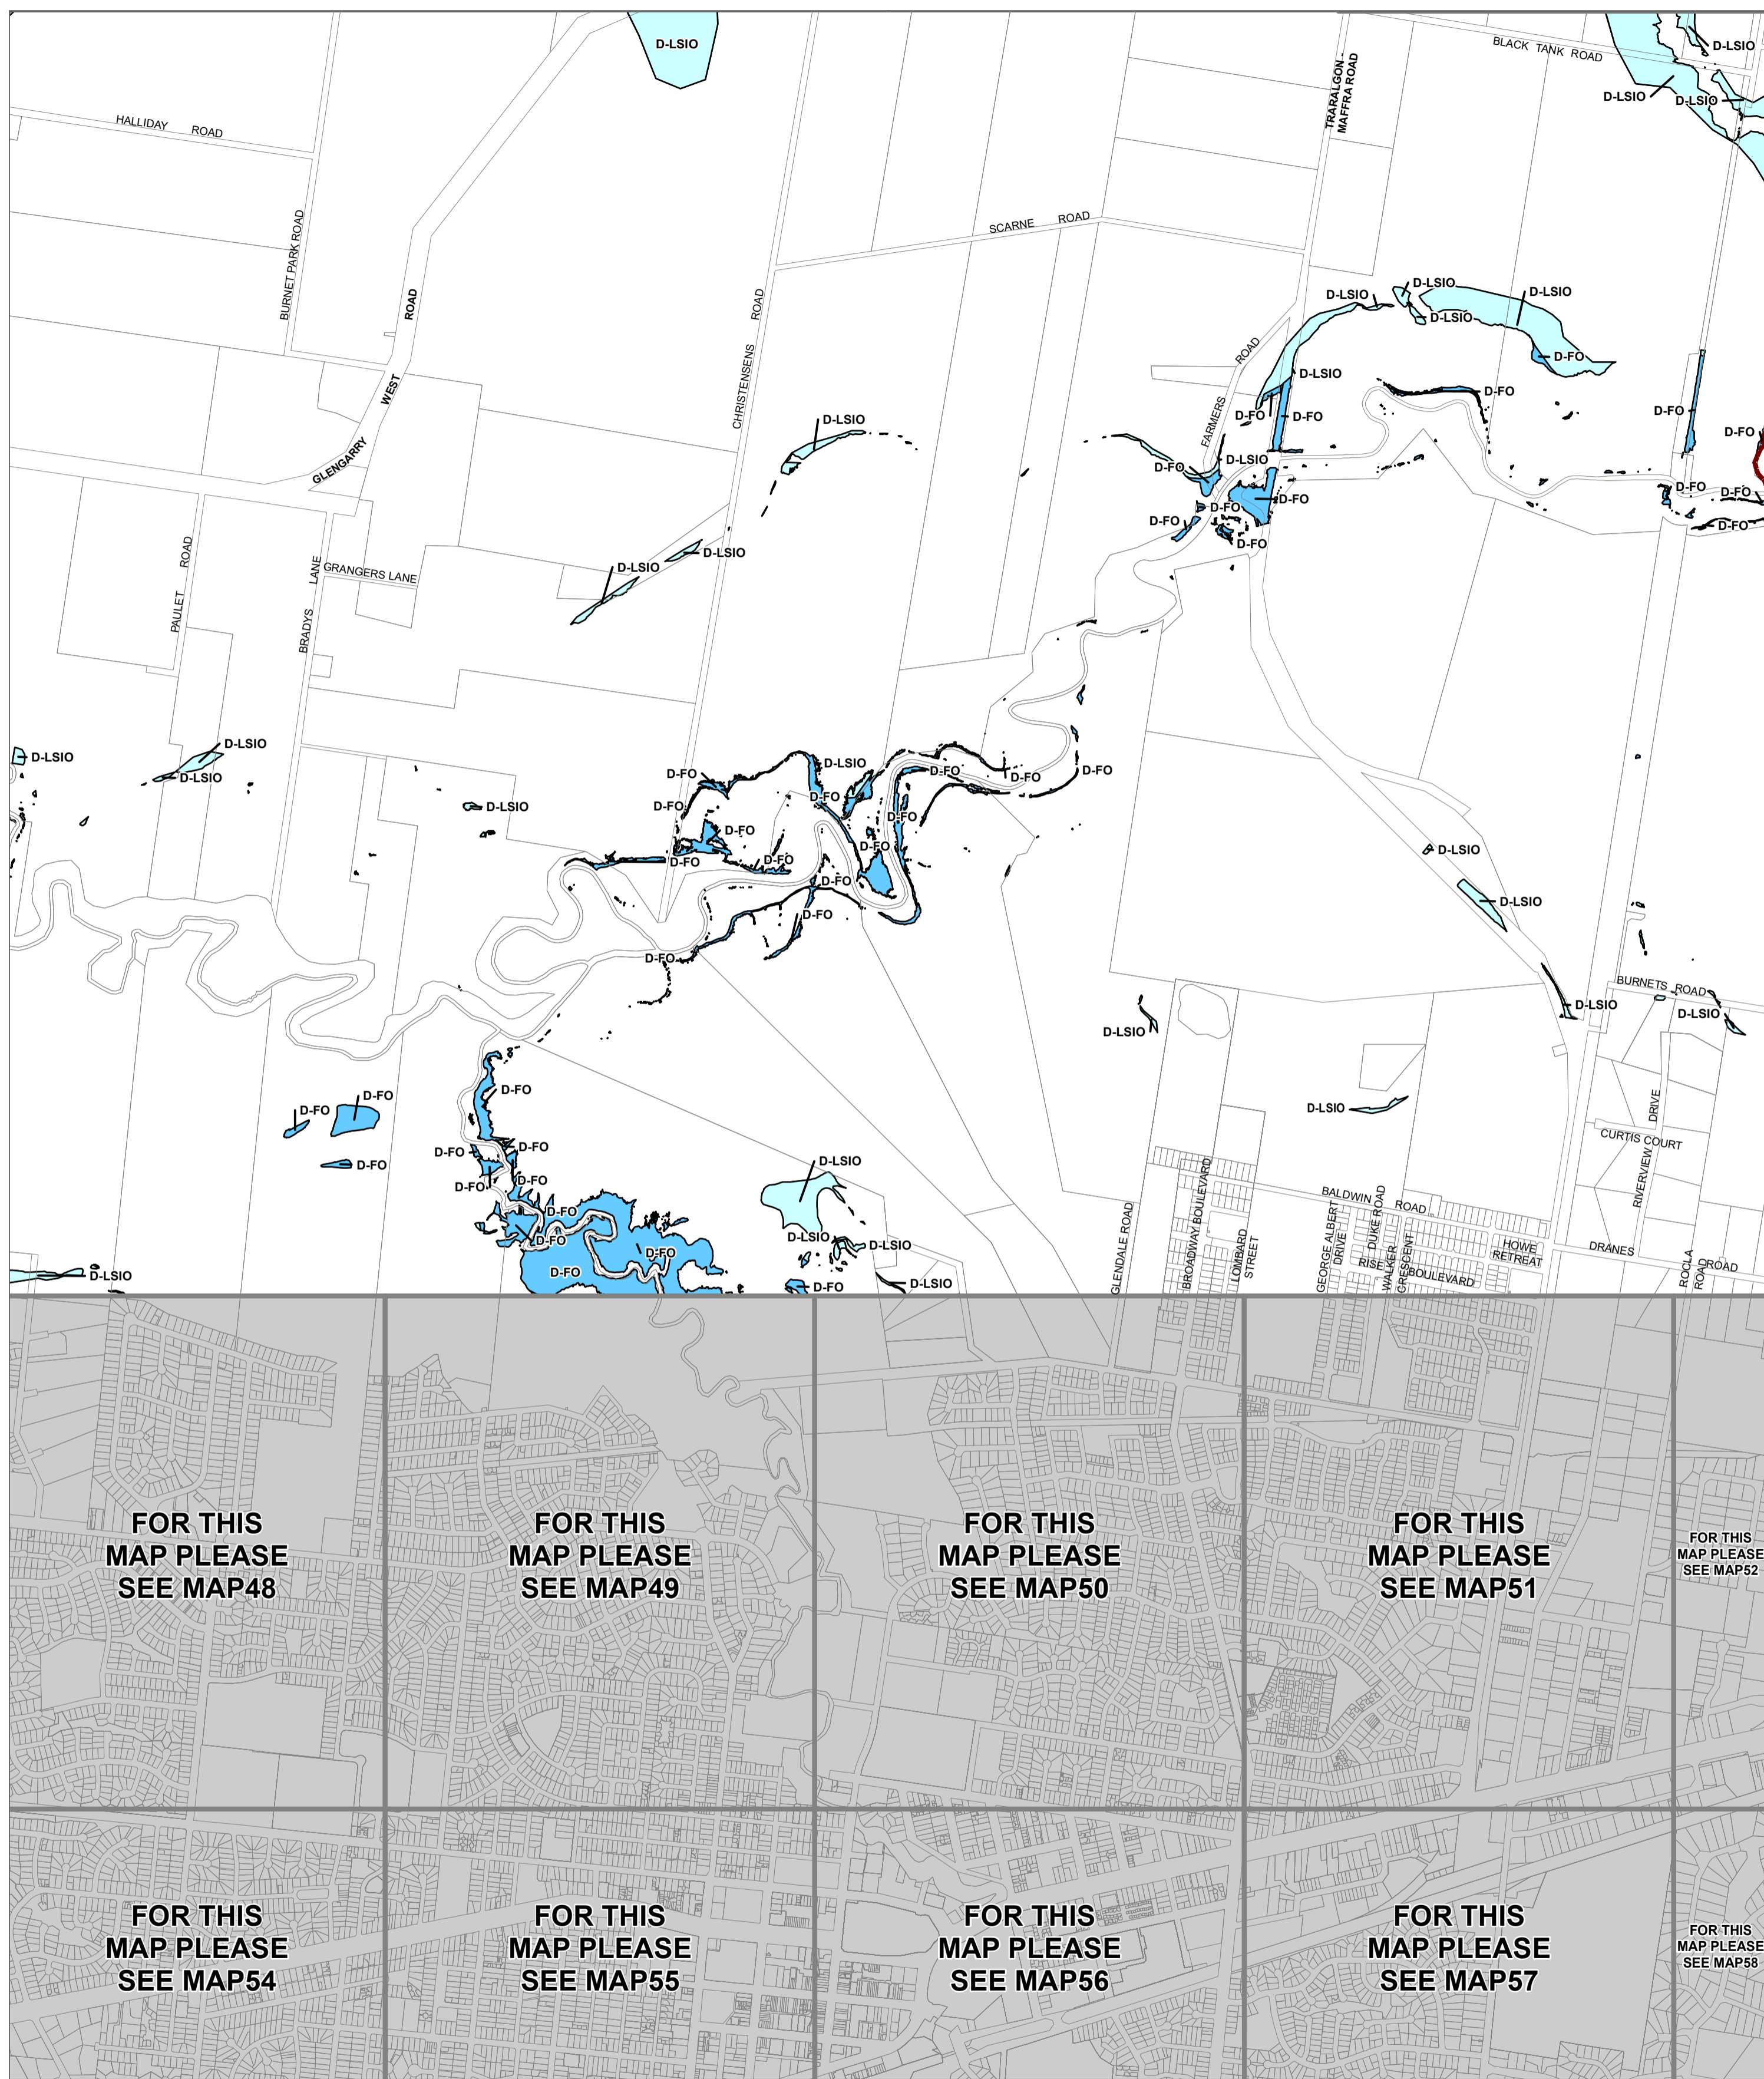 D-LSIO
BLACK TANK ROAD
D-LSIO
TRARALGON -
MAFFRA ROAD
D-LSIO
D-LSIO
HALLIDAY ROAD
SCARNE ROAD
BURNET PARK ROAD
ROAD
ROAD
D-LSIO
D-LSIO
D-LSIO
D-LSIO
ROAD
D-FO
CHRISTENSENS
WEST
D-LSIO
D-FO
FARMERS
D-FO
D-FO
D-FO
D-LSIO
D-FO
GLENGARRY
D-LSIO
D-FO
D-FO
D-FO
D-FO
D-FO
D-FO
D-FO
D-FO
ROAD
D-LSIO
D-LSIO
LANE
GRANGERS LANE
PAULET
BRADYS
D-LSIO
D-LSIO
D-LSIO
D-LSIO
D-FO
D-LSIO
D-FO
D-FO
D-FO
D-FO
D-LSIO
D-FO
D-FO
D-FO
D-FO
D-FO
D-FO
D-LSIO
D-FO
D-LSIO
D-FO
D-FO
BURNETS ROAD
D-LSIO
D-LSIO
D-LSIO
D-FO
D-FO
D-FO
D-LSIO
DRIVE
CURTIS COURT
D-FO
D-FO
D-FO
D-LSIO
D-FO
D-FO
RIVERVIEW
BALDWIN ROAD
D-FO
D-FO
D-FO
D-FO
D-LSIO
D-LSIO
D-LSIO
D-FO
D-LSIO
GLENDALE ROAD
BROADWAY BOULEVARD
LOMBARD
STREET
GEORGE ALBERT
DRIVE
DUKE ROAD
RISE BOULEVARD
WALKER
CRESCENT
HOWE
RETREAT
DRANES ROAD
ROCLA
ROAD
FOR THIS
MAP PLEASE
SEE MAP48
FOR THIS
MAP PLEASE
SEE MAP49
FOR THIS
MAP PLEASE
SEE MAP50
FOR THIS
MAP PLEASE
SEE MAP51
FOR THIS
MAP PLEASE
SEE MAP52
FOR THIS
MAP PLEASE
SEE MAP54
FOR THIS
MAP PLEASE
SEE MAP55
FOR THIS
MAP PLEASE
SEE MAP56
FOR THIS
MAP PLEASE
SEE MAP57
FOR THIS
MAP PLEASE
SEE MAP58